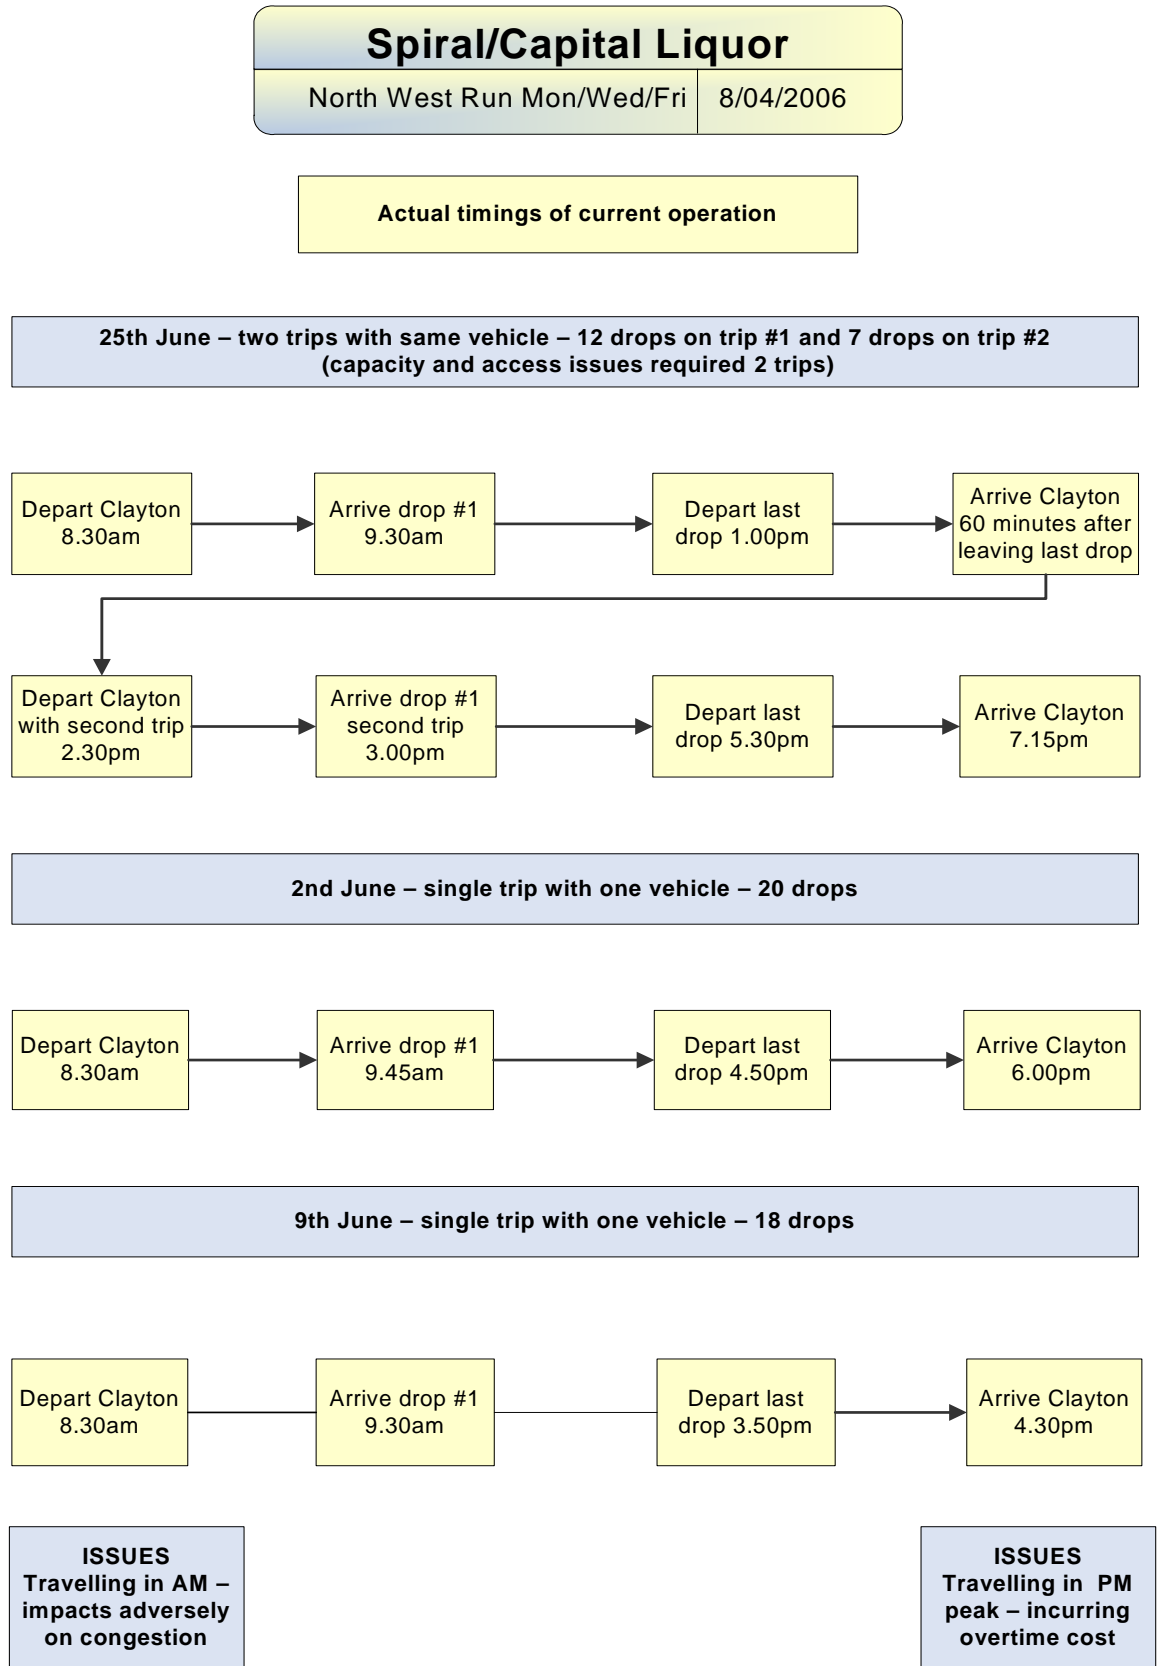 Spiral/Capital Liquor
North West Run Mon/Wed/Fri 8/04/2006
Actual timings of current operation
25th June – two trips with same vehicle – 12 drops on trip #1 and 7 drops on trip #2
(capacity and access issues required 2 trips)
Depart Clayton
8.30am
Arrive drop #1
9.30am
Depart last
drop 1.00pm
Arrive Clayton
60 minutes after
leaving last drop
Depart Clayton
with second trip
2.30pm
Arrive drop #1
second trip
3.00pm
Depart last
drop 5.30pm
Arrive Clayton
7.15pm
2nd June – single trip with one vehicle – 20 drops
Depart Clayton
8.30am
Arrive drop #1
9.45am
Depart last
drop 4.50pm
Arrive Clayton
6.00pm
9th June – single trip with one vehicle – 18 drops
Depart Clayton
8.30am
Arrive drop #1
9.30am
Depart last
drop 3.50pm
Arrive Clayton
4.30pm
ISSUES
Travelling in AM –
impacts adversely
on congestion
ISSUES
Travelling in PM
peak – incurring
overtime cost